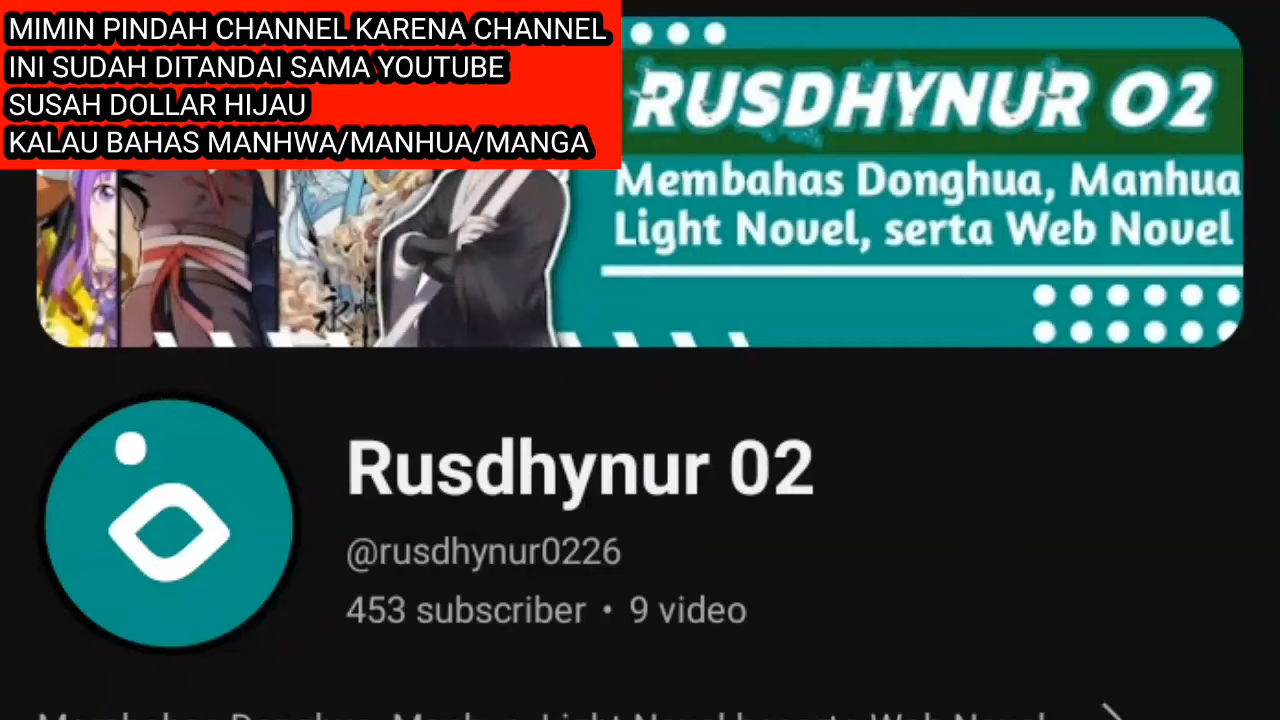 MIMIN PINDAH CHANNEL KARENA CHANNEL
INI SUDAH DITANDAI SAMA YOUTUBE
SUSAH DOLLAR HIJAU
KALAU BAHAS MANHWA/MANHUA/MANGA
RUSDHYNUR 02
Membahas Donghua, Manhua
Light Novel, serta Web Novel
永
Rusdhynur 02
@rusdhynur0226
453 subscriber • 9 video